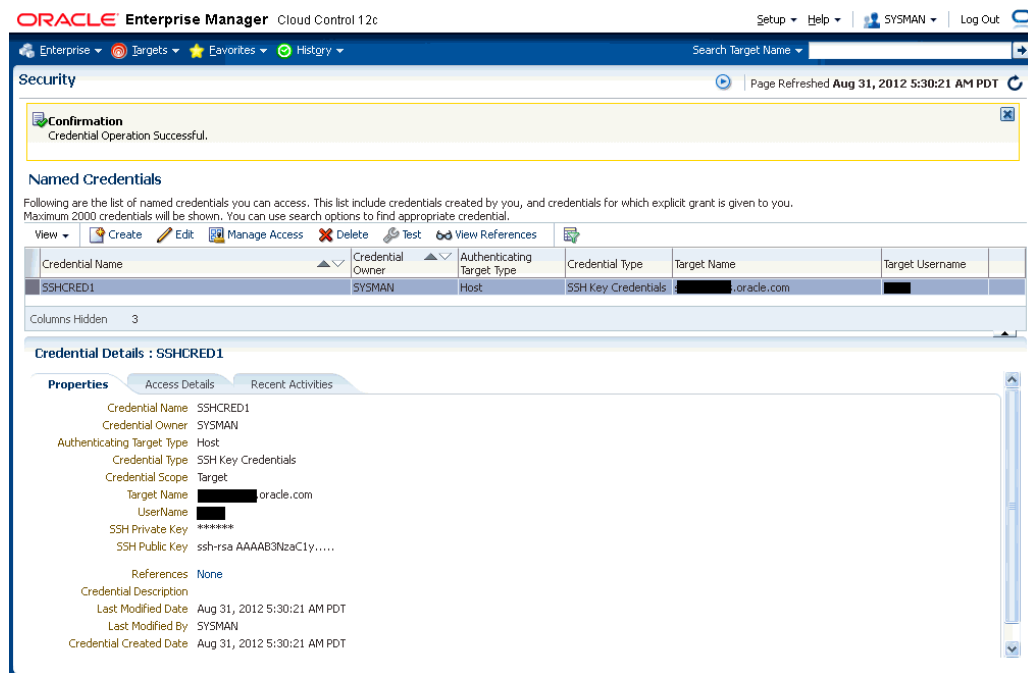 ORACLE Enterprise Manager Cloud Control 12c
Setup Help SYSMAN Log Out
Enterprise Targets Favorites History Search Target Name
Security Page Refreshed Aug 31, 2012 5:30:21 AM PDT
Confirmation
Credential Operation Successful.
Named Credentials
Following are the list of named credentials you can access. This list include credentials created by you, and credentials for which explicit grant is given to you.
Maximum 2000 credentials will be shown. You can use search options to find appropriate credential.
View Create Edit Manage Access Delete Test View References
Credential Name Credential Owner Authenticating Target Type Credential Type Target Name Target Username
SSHCRED1 SYSMAN Host SSH Key Credentials .oracle.com
Columns Hidden 3
Credential Details : SSHCRED1
Properties Access Details Recent Activities
Credential Name SSHCRED1
Credential Owner SYSMAN
Authenticating Target Type Host
Credential Type SSH Key Credentials
Credential Scope Target
Target Name .oracle.com
UserName
SSH Private Key ******
SSH Public Key ssh-rsa AAAAB3NzaC1y.....
References None
Credential Description
Last Modified Date Aug 31, 2012 5:30:21 AM PDT
Last Modified By SYSMAN
Credential Created Date Aug 31, 2012 5:30:21 AM PDT